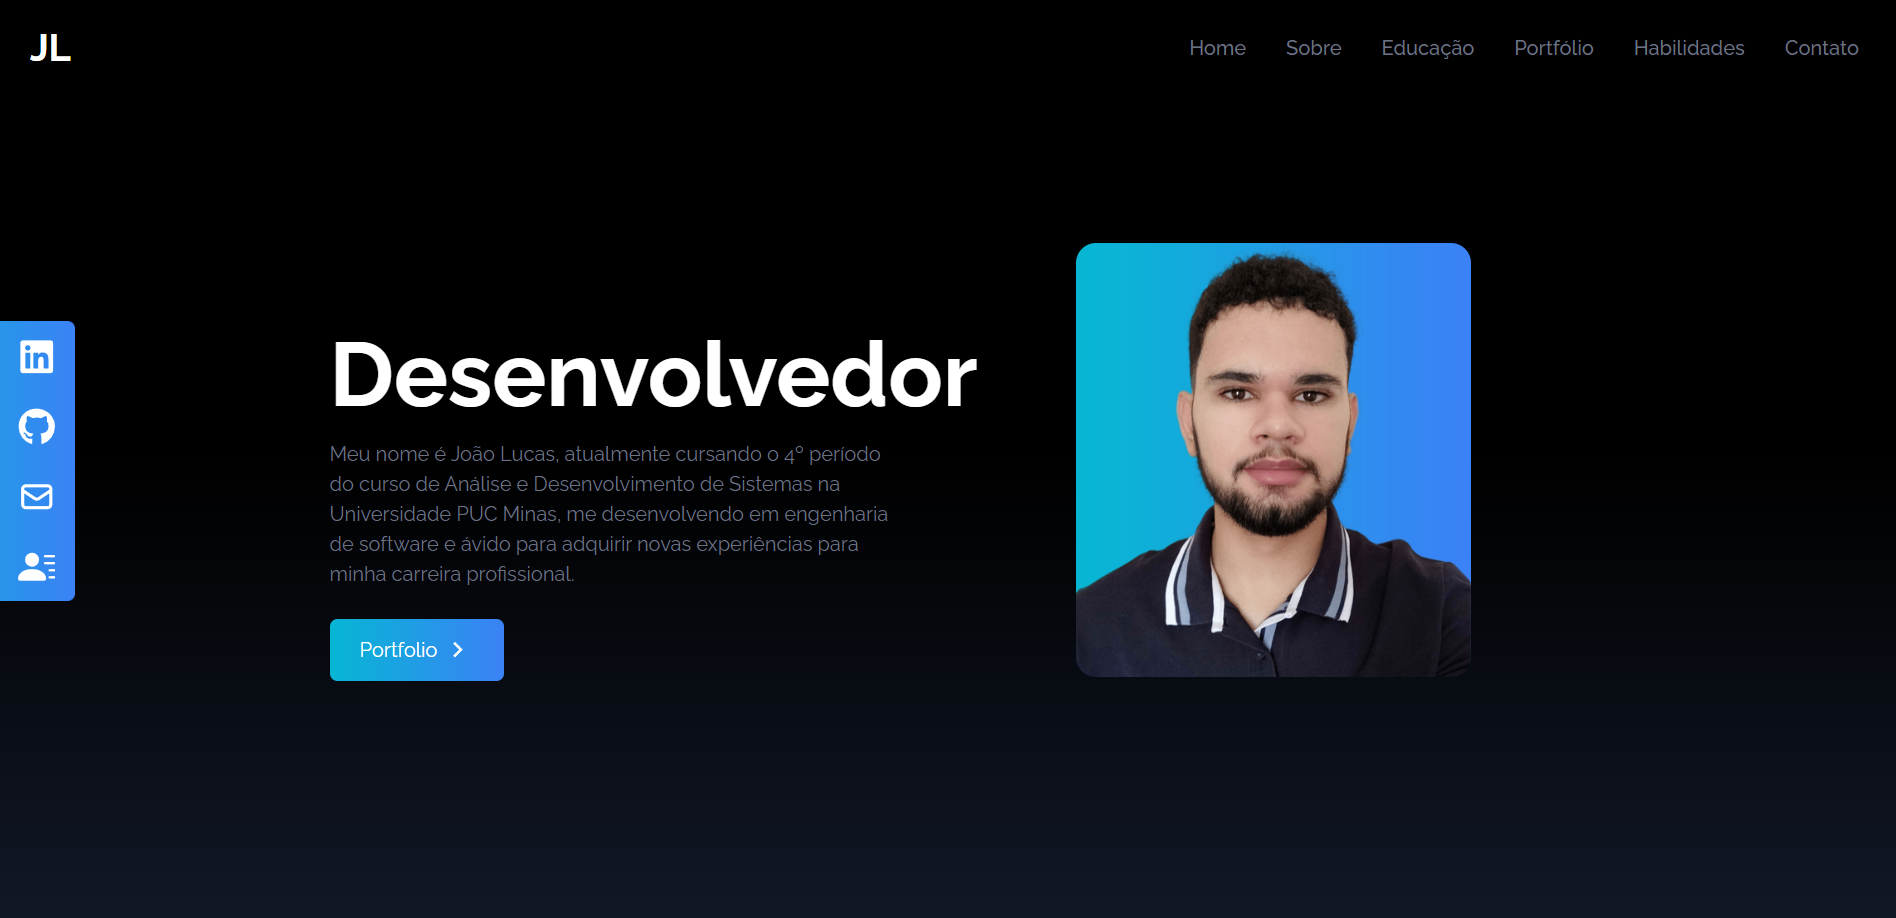 JL
Home
Sobre
Educação
Portfólio
Habilidades
Contato
Desenvolvedor
Meu nome é João Lucas, atualmente cursando o 4º período
do curso de Análise e Desenvolvimento de Sistemas na
Universidade PUC Minas, me desenvolvendo em engenharia
de software e ávido para adquirir novas experiências para
minha carreira profissional.
Portfolio
in